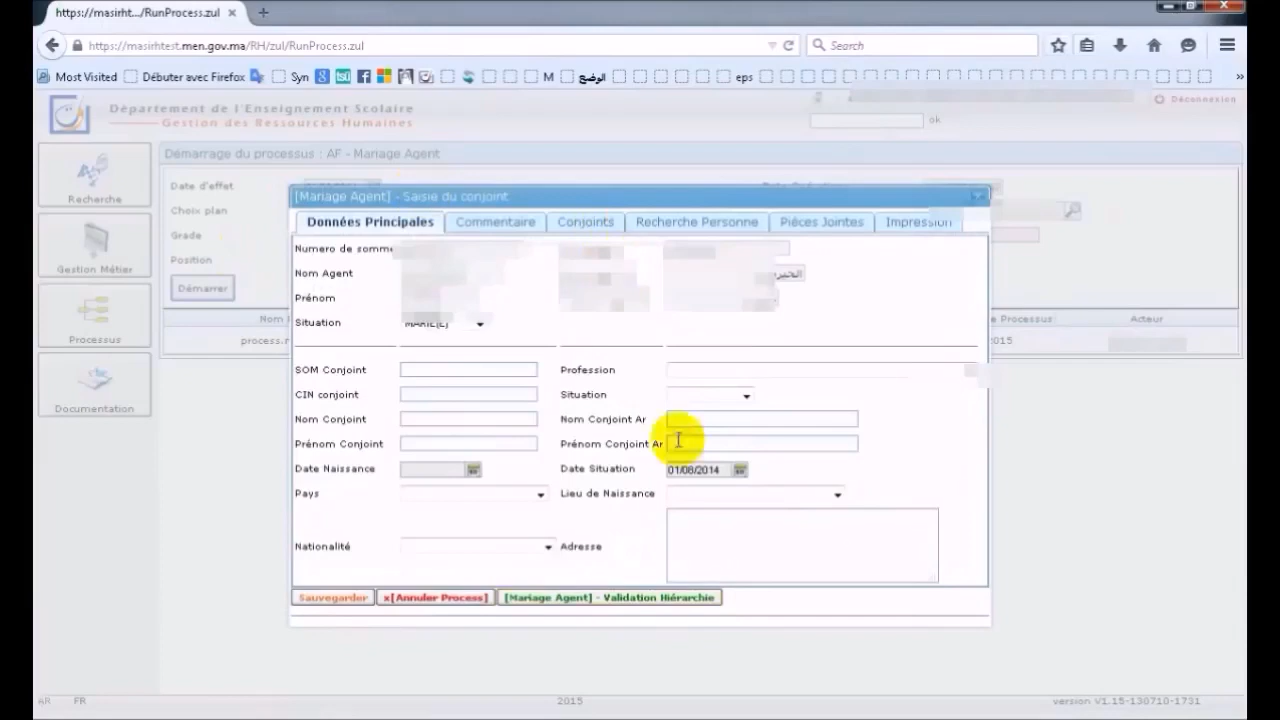 https://masirht.../RunProcess.zul
https://masirhtest.men.gov.ma/RH/zul/RunProcess.zul
Search
Most Visited
Débuter avec Firefox
Syn
M
الوضع
eps
»
Département de l'Enseignement Scolaire
Gestion des Ressources Humaines
ok
Déconnexion
Recherche
Gestion Métier
Processus
Documentation
Démarrage du processus : AF - Mariage Agent
Date d'effet
Choix plan
Grade
Position
Démarrer
Nom
Processus
Acteur
process.
2015
[Mariage Agent] - Saisie du conjoint
Données Principales
Commentaire
Conjoints
Recherche Personne
Pièces Jointes
Impression
Numero de somme
Nom Agent
Prénom
Situation
MARIE(E)
SOM Conjoint
Profession
CIN conjoint
Situation
Nom Conjoint
Nom Conjoint Ar
Prénom Conjoint
Prénom Conjoint Ar
Date Naissance
Date Situation
01/08/2014
Pays
Lieu de Naissance
Nationalité
Adresse
Sauvegarder
x[Annuler Process]
[Mariage Agent] - Validation Hiérarchie
AR FR
2015
version v1.15-130710-1731